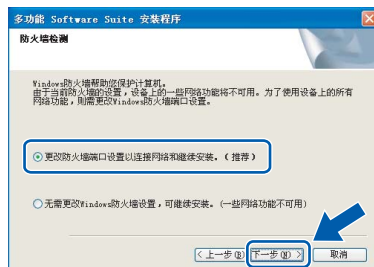 多功能 Software Suite 安装程序
防火墙检测
Windows防火墙帮助您保护计算机。
由于当前防火墙的设置，设备上的一些网络功能将不可用。为了使用设备上的所有
网络功能，则需更改Windows防火墙端口设置。
更改防火墙端口设置以连接网络和继续安装。（推荐）
无需更改Windows防火墙设置，可继续安装。（一些网络功能不可用）
< 上一步(B) 下一步(N) > 取消